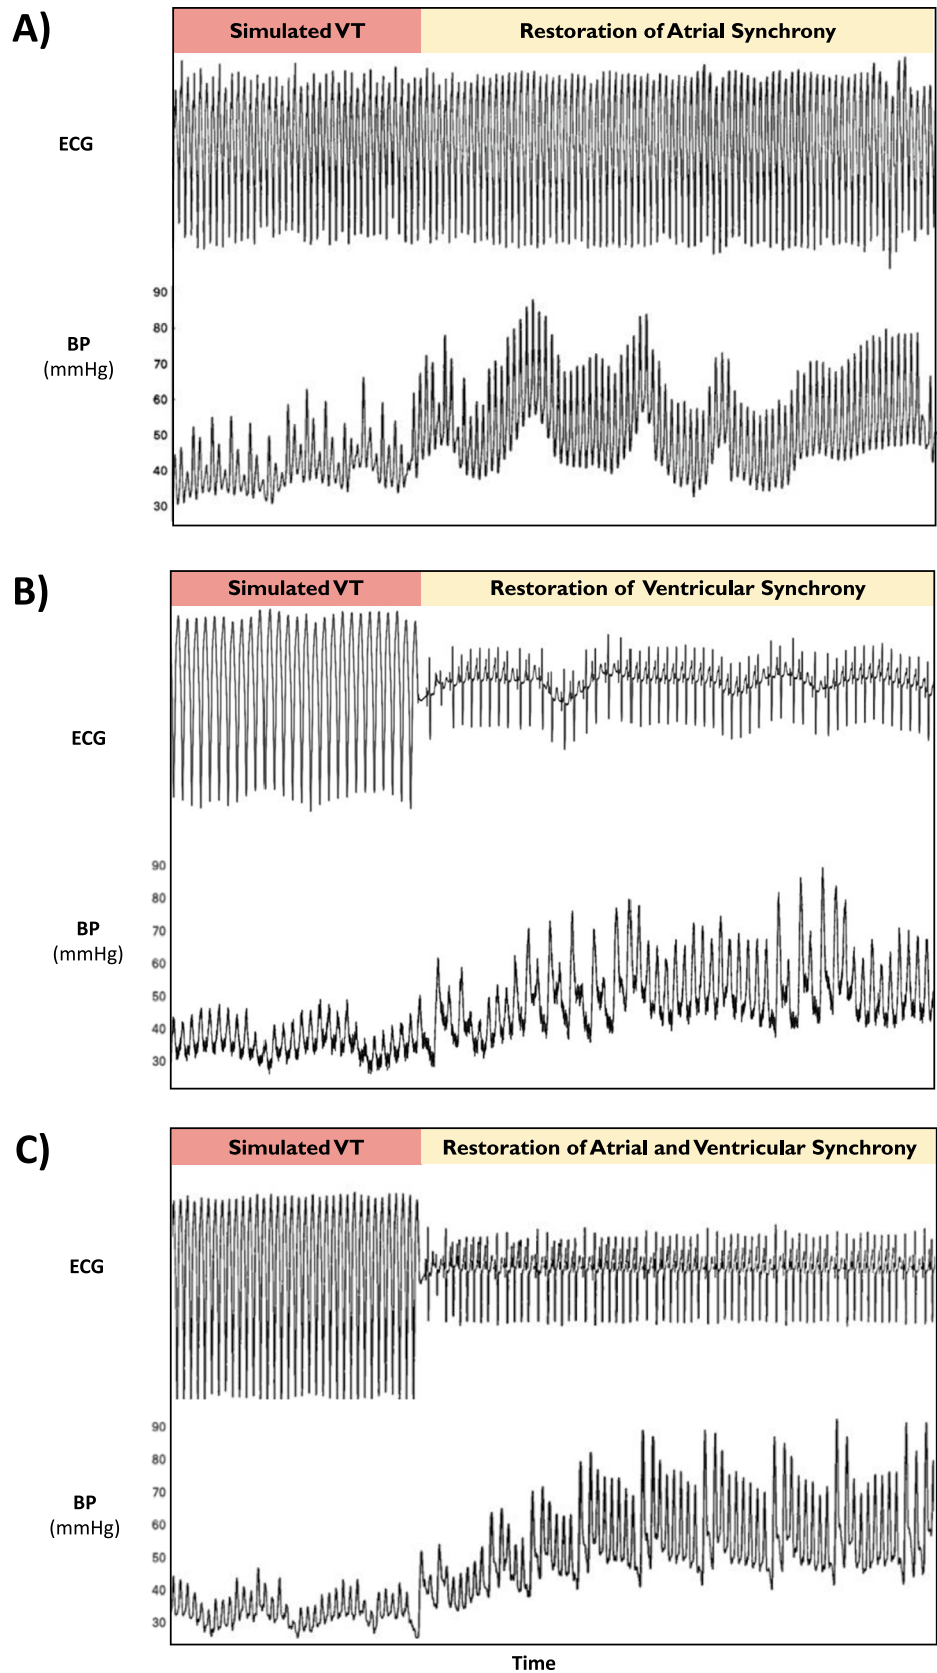 A)
Simulated VT Restoration of Atrial Synchrony
ECG
90
80
BP
(mmHg)
70
60
50
40
30
B)
Simulated VT Restoration of Ventricular Synchrony
ECG
90
80
BP
(mmHg)
70
60
50
40
30
C)
Simulated VT Restoration of Atrial and Ventricular Synchrony
ECG
90
80
70
BP
(mmHg)
60
50
40
30
Time